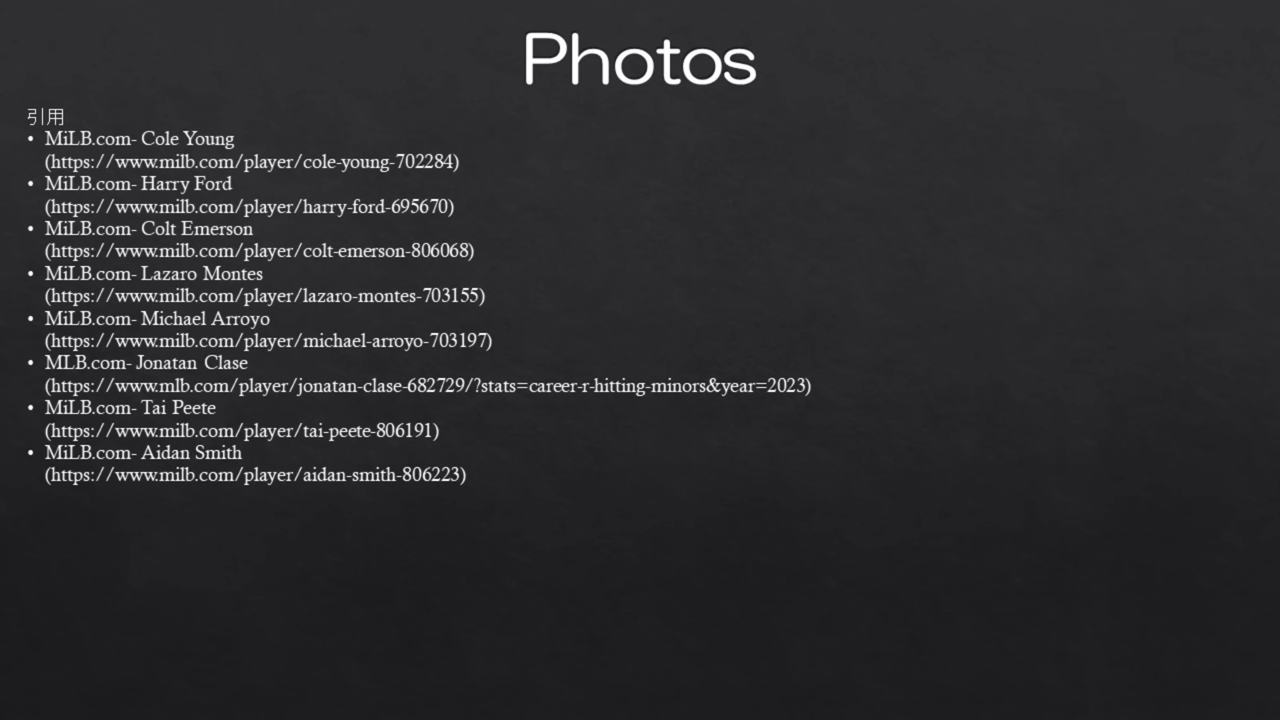 Photos
引用
• MiLB.com- Cole Young
(https://www.milb.com/player/cole-young-702284)
• MiLB.com- Harry Ford
(https://www.milb.com/player/harry-ford-695670)
• MiLB.com- Colt Emerson
(https://www.milb.com/player/colt-emerson-806068)
• MiLB.com- Lazaro Montes
(https://www.milb.com/player/lazaro-montes-703155)
• MiLB.com- Michael Arroyo
(https://www.milb.com/player/michael-arroyo-703197)
• MLB.com- Jonatan Clase
(https://www.mlb.com/player/jonatan-clase-682729/?stats=career-r-hitting-minors&year=2023)
• MiLB.com- Tai Peete
(https://www.milb.com/player/tai-peete-806191)
• MiLB.com- Aidan Smith
(https://www.milb.com/player/aidan-smith-806223)